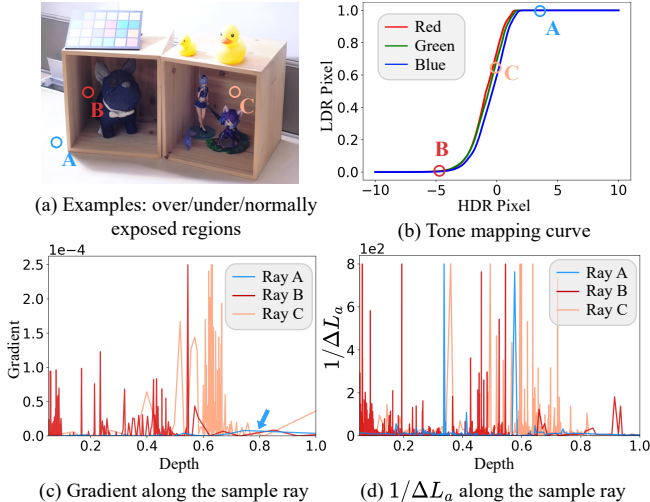 A
B
C
(a) Examples: over/under/normally
exposed regions
LDR Pixel
1.0
0.8
0.6
0.4
0.2
0.0
Red
Green
Blue
A
C
B
-10 -5 0 5 10
HDR Pixel
(b) Tone mapping curve
1e-4
Gradient
2.5
2.0
1.5
1.0
0.5
0.0
Ray A
Ray B
Ray C
0.2 0.4 0.6 0.8 1.0
Depth
(c) Gradient along the sample ray
1e2
1/ΔLₐ
8
6
4
2
0
Ray A
Ray B
Ray C
0.2 0.4 0.6 0.8 1.0
Depth
(d) 1/ΔLₐ along the sample ray